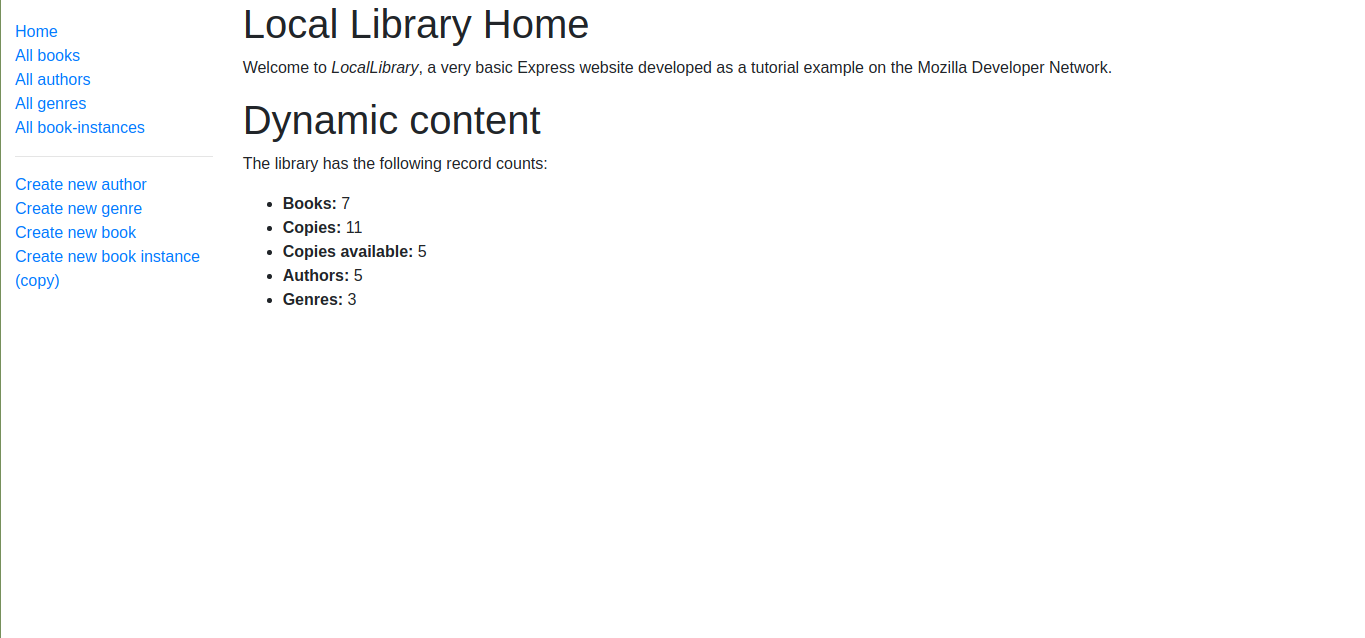 Home
All books
All authors
All genres
All book-instances
Create new author
Create new genre
Create new book
Create new book instance
(copy)
Local Library Home
Welcome to LocalLibrary, a very basic Express website developed as a tutorial example on the Mozilla Developer Network.
Dynamic content
The library has the following record counts:
Books: 7
Copies: 11
Copies available: 5
Authors: 5
Genres: 3